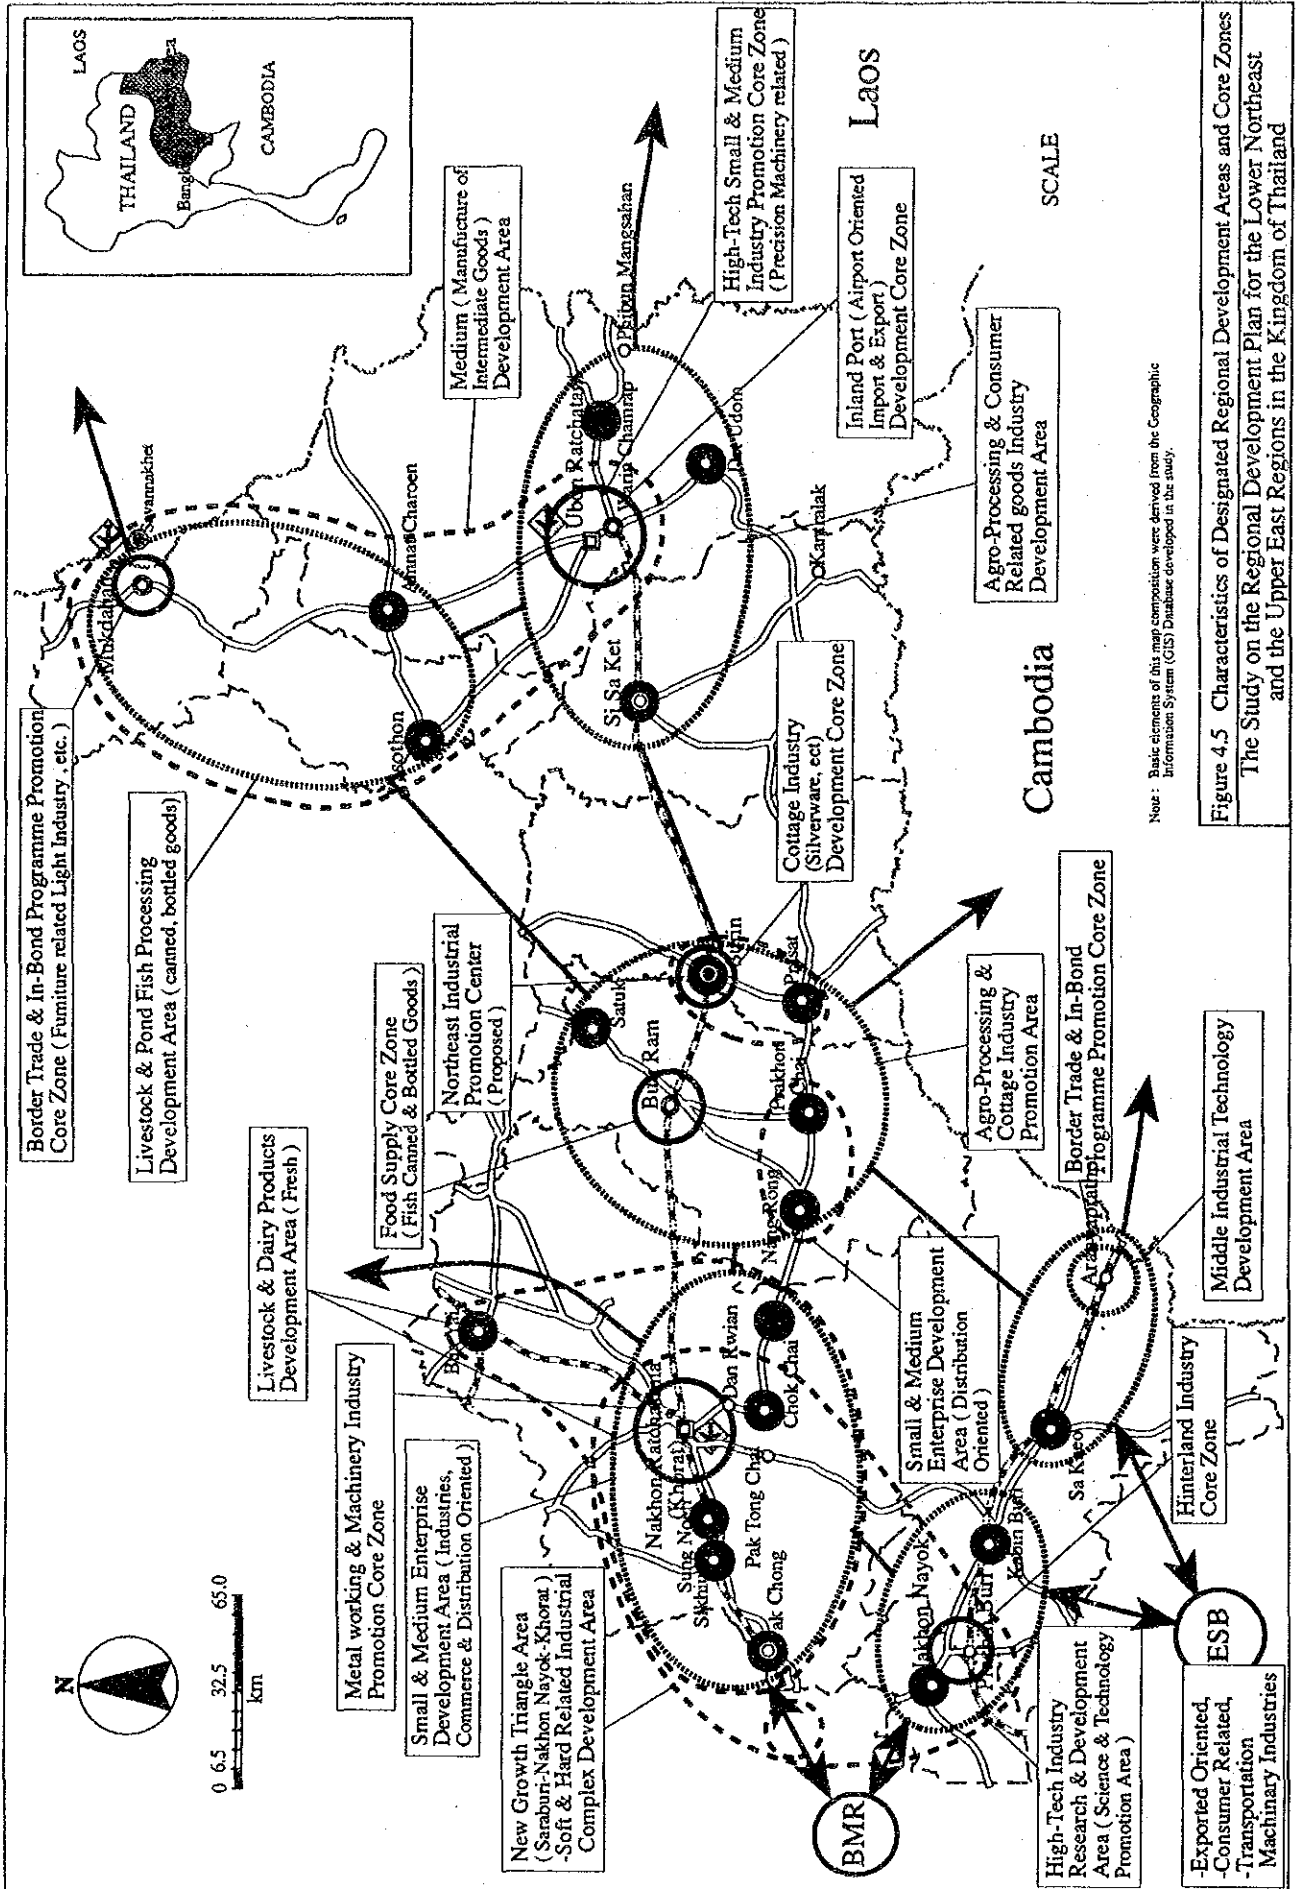 LAOS
THAILAND
Bangk
CAMBODIA
Border Trade & In-Bond Programme Promotion
Core Zone ( Furniture related Light Industry , etc.)
Livestock & Pond Fish Processing
Development Area ( canned, bottled goods)
Medium ( Manufucture of
Intermediate Goods )
Development Area
High-Tech Small & Medium
Industry Promotion Core Zone
( Precision Machinery related )
Inland Port ( Airport Oriented
Import & Export )
Development Core Zone
Agro-Processing & Consumer
Related goods Industry
Development Area
Cottage Industry
(Silverware, ect)
Development Core Zone
Livestock & Dairy Products
Development Area ( Fresh )
Food Supply Core Zone
( Fish Canned & Bottled Goods )
Northeast Industrial
Promotion Center
( Proposed )
Metal working & Machinery Industry
Promotion Core Zone
Small & Medium Enterprise
Development Area ( Industries,
Commerce & Distribution Oriented )
New Growth Triangle Area
( Saraburi-Nakhon Nayok-Khorat )
-Soft & Hard Related Industrial
Complex Development Area
Small & Medium
Enterprise Development
Area ( Distribution
Oriented )
Agro-Processing &
Cottage Industry
Promotion Area
Border Trade & In-Bond
Programme Promotion Core Zone
Middle Industrial Technology
Development Area
Hinterland Industry
Core Zone
High-Tech Industry
Research & Development
Area ( Science & Technology
Promotion Area )
-Exported Oriented,
-Consumer Related,
-Transportation
Machinary Industries
N
0 6.5 32.5 65.0
km
Savannakhet
Amnat Charoen
Ubon Ratchatani
Warin Chamrap
Phibun Mangsahan
Det Udom
Kantralak
Si Sa Ket
Surin
Prasat
Satuk
Buri Ram
Prakhon
Chai
Nang Rong
Nakhon Ratchasima
(Khorat)
Dan Kwian
Chok Chai
Pak Tong Chai
Sung Noen
Sikhiu
Kabin Buri
Sa Kaeo
BMR
ESB
Laos
Cambodia
SCALE
Note : Basic elements of this map composition were derived from the Geographic
Information System (GIS) Database developed in the study.
Figure 4.5 Characteristics of Designated Regional Development Areas and Core Zones
The Study on the Regional Development Plan for the Lower Northeast
and the Upper East Regions in the Kingdom of Thailand